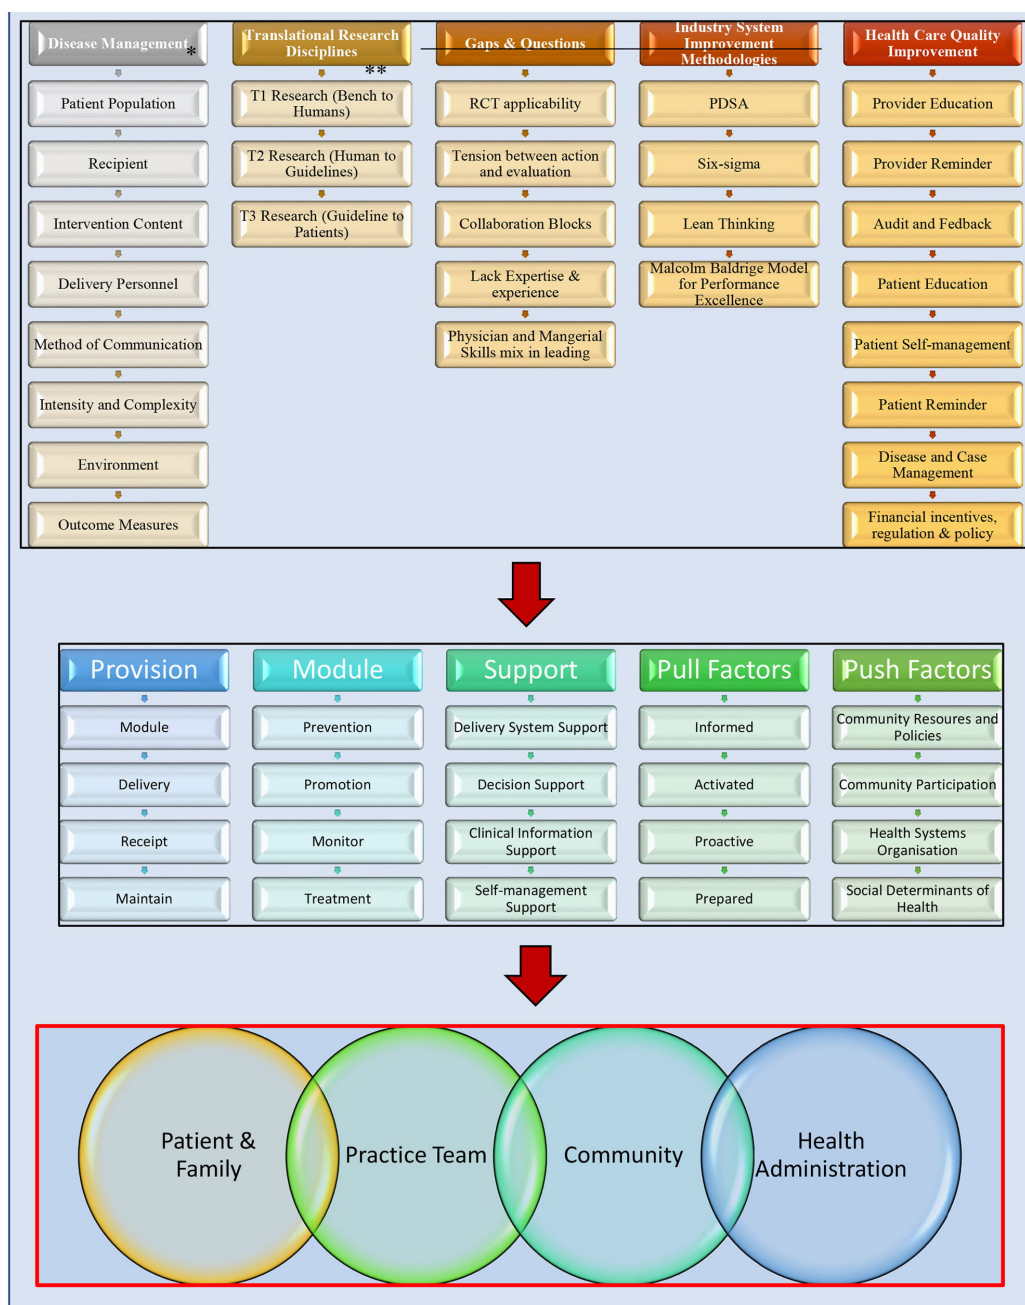 Disease Management *
Patient Population
Recipient
Intervention Content
Delivery Personnel
Method of Communication
Intensity and Complexity
Environment
Outcome Measures
Translational Research
Disciplines
**
T1 Research (Bench to
Humans)
T2 Research (Human to
Guidelines)
T3 Research (Guideline to
Patients)
Gaps & Questions
RCT applicability
Tension between action
and evaluation
Collaboration Blocks
Lack Expertise &
experience
Physician and Mangerial
Skills mix in leading
Industry System
Improvement
Methodologies
PDSA
Six-sigma
Lean Thinking
Malcolm Baldrige Model
for Performance
Excellence
Health Care Quality
Improvement
Provider Education
Provider Reminder
Audit and Fedback
Patient Education
Patient Self-management
Patient Reminder
Disease and Case
Management
Financial incentives,
regulation & policy
Provision
Module
Delivery
Receipt
Maintain
Module
Prevention
Promotion
Monitor
Treatment
Support
Delivery System Support
Decision Support
Clinical Information
Support
Self-management
Support
Pull Factors
Informed
Activated
Proactive
Prepared
Push Factors
Community Resoures and
Policies
Community Participation
Health Systems
Organisation
Social Determinants of
Health
Patient &
Family
Practice Team
Community
Health
Administration